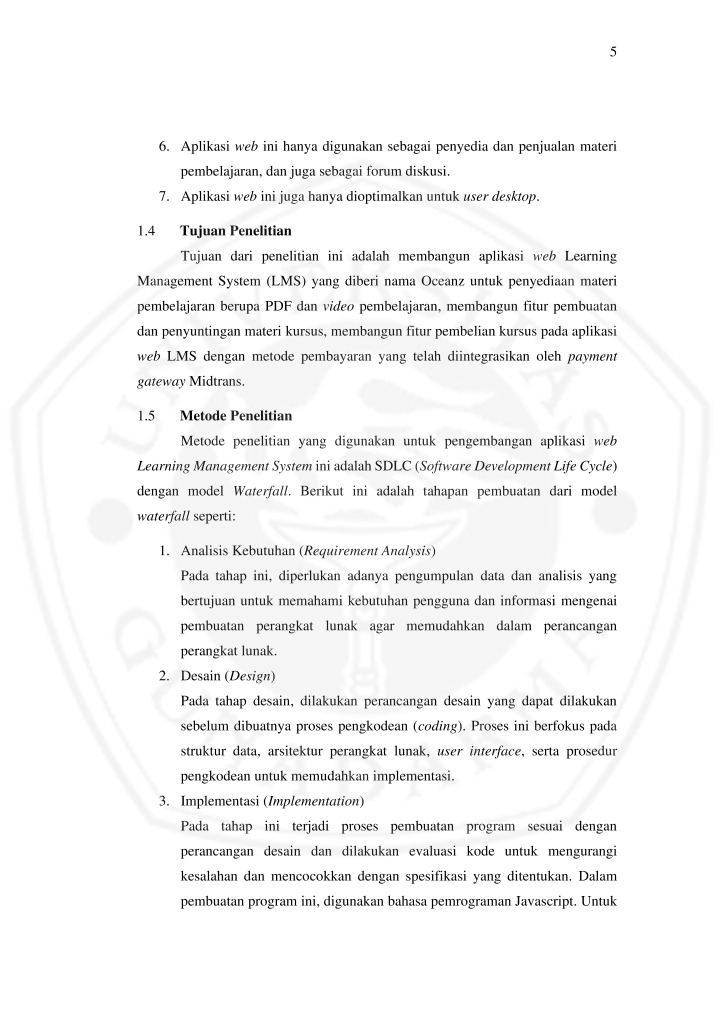 5
6. Aplikasi web ini hanya digunakan sebagai penyedia dan penjualan materi
pembelajaran, dan juga sebagai forum diskusi.
7. Aplikasi web ini juga hanya dioptimalkan untuk user desktop.
1.4 Tujuan Penelitian
Tujuan dari penelitian ini adalah membangun aplikasi web Learning
Management System (LMS) yang diberi nama Oceanz untuk penyediaan materi
pembelajaran berupa PDF dan video pembelajaran, membangun fitur pembuatan
dan penyuntingan materi kursus, membangun fitur pembelian kursus pada aplikasi
web LMS dengan metode pembayaran yang telah diintegrasikan oleh payment
gateway Midtrans.
1.5 Metode Penelitian
Metode penelitian yang digunakan untuk pengembangan aplikasi web
Learning Management System ini adalah SDLC (Software Development Life Cycle)
dengan model Waterfall. Berikut ini adalah tahapan pembuatan dari model
waterfall seperti:
1. Analisis Kebutuhan (Requirement Analysis)
Pada tahap ini, diperlukan adanya pengumpulan data dan analisis yang
bertujuan untuk memahami kebutuhan pengguna dan informasi mengenai
pembuatan perangkat lunak agar memudahkan dalam perancangan
perangkat lunak.
2. Desain (Design)
Pada tahap desain, dilakukan perancangan desain yang dapat dilakukan
sebelum dibuatnya proses pengkodean (coding). Proses ini berfokus pada
struktur data, arsitektur perangkat lunak, user interface, serta prosedur
pengkodean untuk memudahkan implementasi.
3. Implementasi (Implementation)
Pada tahap ini terjadi proses pembuatan program sesuai dengan
perancangan desain dan dilakukan evaluasi kode untuk mengurangi
kesalahan dan mencocokkan dengan spesifikasi yang ditentukan. Dalam
pembuatan program ini, digunakan bahasa pemrograman Javascript. Untuk
UNIVERSITAS
GUNADARMA